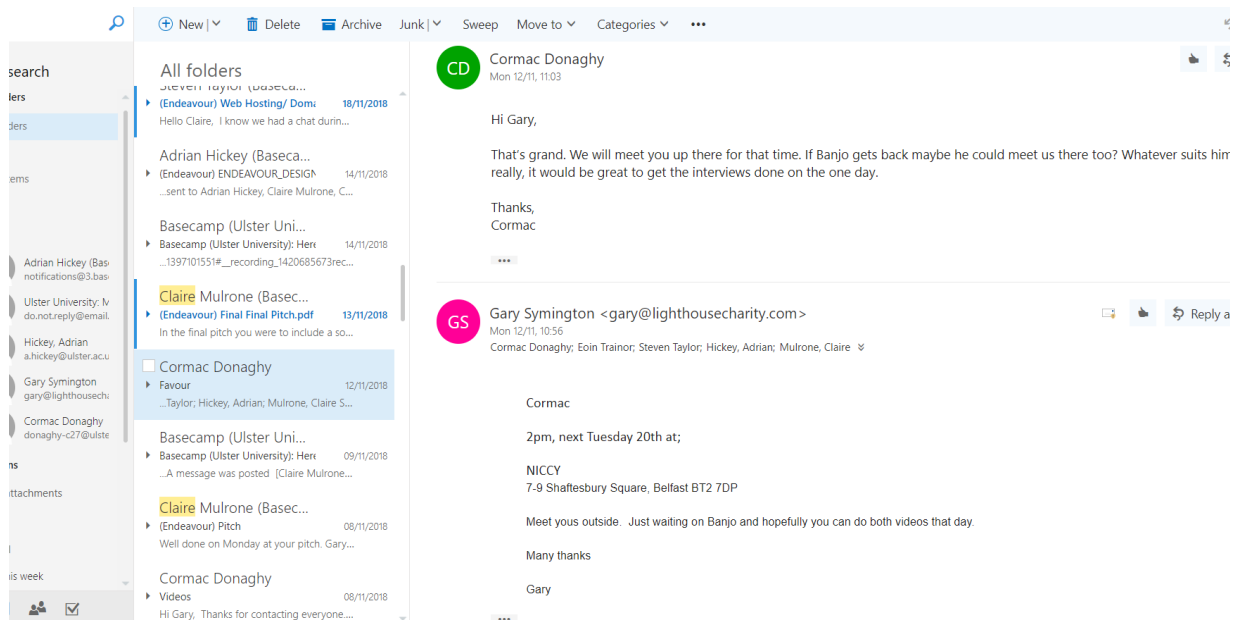 New
Delete
Archive
Junk
Sweep
Move to
Categories
search
ders
All folders
Steven Taylor (Baseca...
(Endeavour) Web Hosting/ Doma 18/11/2018
Hello Claire, I know we had a chat durin...
Adrian Hickey (Baseca...
(Endeavour) ENDEAVOUR_DESIGN 14/11/2018
...sent to Adrian Hickey, Claire Mulrone, C...
Basecamp (Ulster Uni...
Basecamp (Ulster University): Here 14/11/2018
...1397101551#__recording_1420685673rec...
Claire Mulrone (Basec...
(Endeavour) Final Final Pitch.pdf 13/11/2018
In the final pitch you were to include a so...
Cormac Donaghy
Favour 12/11/2018
...Taylor; Hickey, Adrian; Mulrone, Claire S...
Basecamp (Ulster Uni...
Basecamp (Ulster University): Here 09/11/2018
...A message was posted [Claire Mulrone...
Claire Mulrone (Basec...
(Endeavour) Pitch 08/11/2018
Well done on Monday at your pitch. Gary...
Cormac Donaghy
Videos 08/11/2018
Hi Gary, Thanks for contacting everyone....
ems
Adrian Hickey (Bas
notifications@3.bas
Ulster University: M
do.not.reply@email.
Hickey, Adrian
a.hickey@ulster.ac.u
Gary Symington
gary@lighthousecha
Cormac Donaghy
donaghy-c27@ulste
ns
ttachments
is week
CD
Cormac Donaghy
Mon 12/11, 11:03
Hi Gary,
That's grand. We will meet you up there for that time. If Banjo gets back maybe he could meet us there too? Whatever suits him
really, it would be great to get the interviews done on the one day.
Thanks,
Cormac
GS
Gary Symington <gary@lighthousecharity.com>
Mon 12/11, 10:56
Cormac Donaghy; Eoin Trainor; Steven Taylor; Hickey, Adrian; Mulrone, Claire
Reply a
Cormac
2pm, next Tuesday 20th at;
NICCY
7-9 Shaftesbury Square, Belfast BT2 7DP
Meet yous outside. Just waiting on Banjo and hopefully you can do both videos that day.
Many thanks
Gary